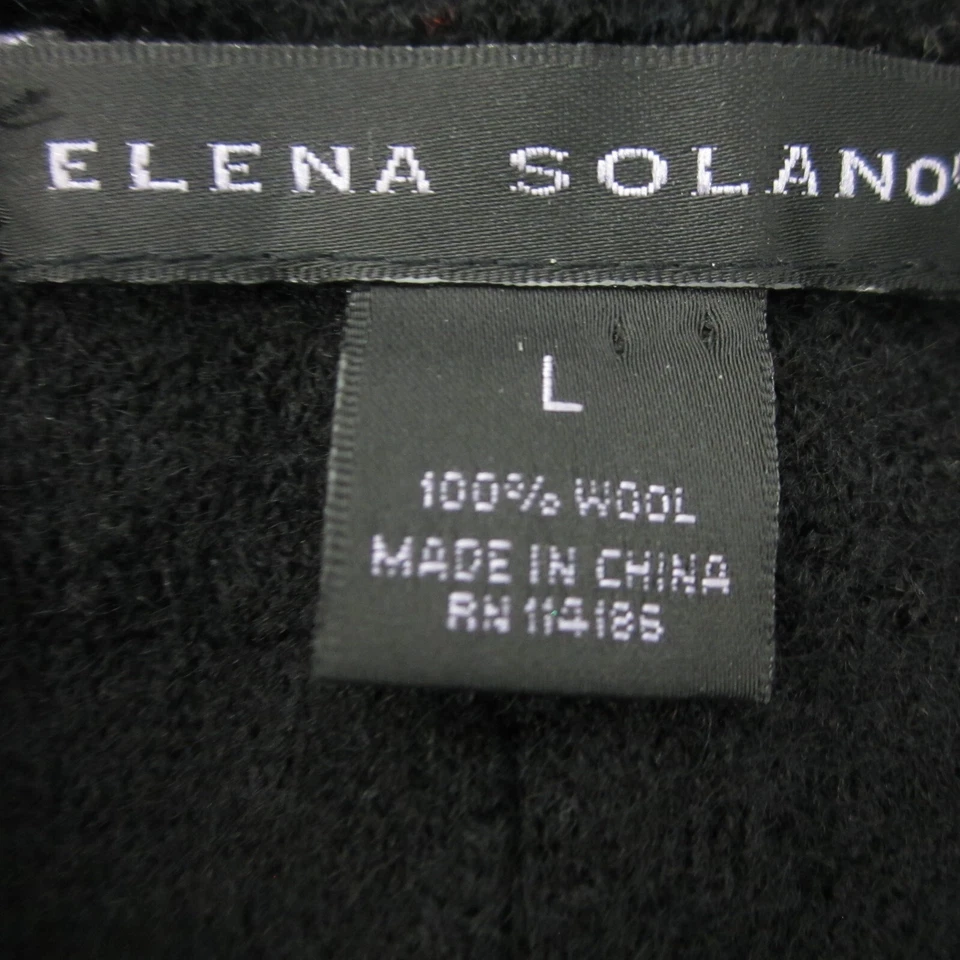 ELENA SOLANO
L
100% WOOL
MADE IN CHINA
RN 114186